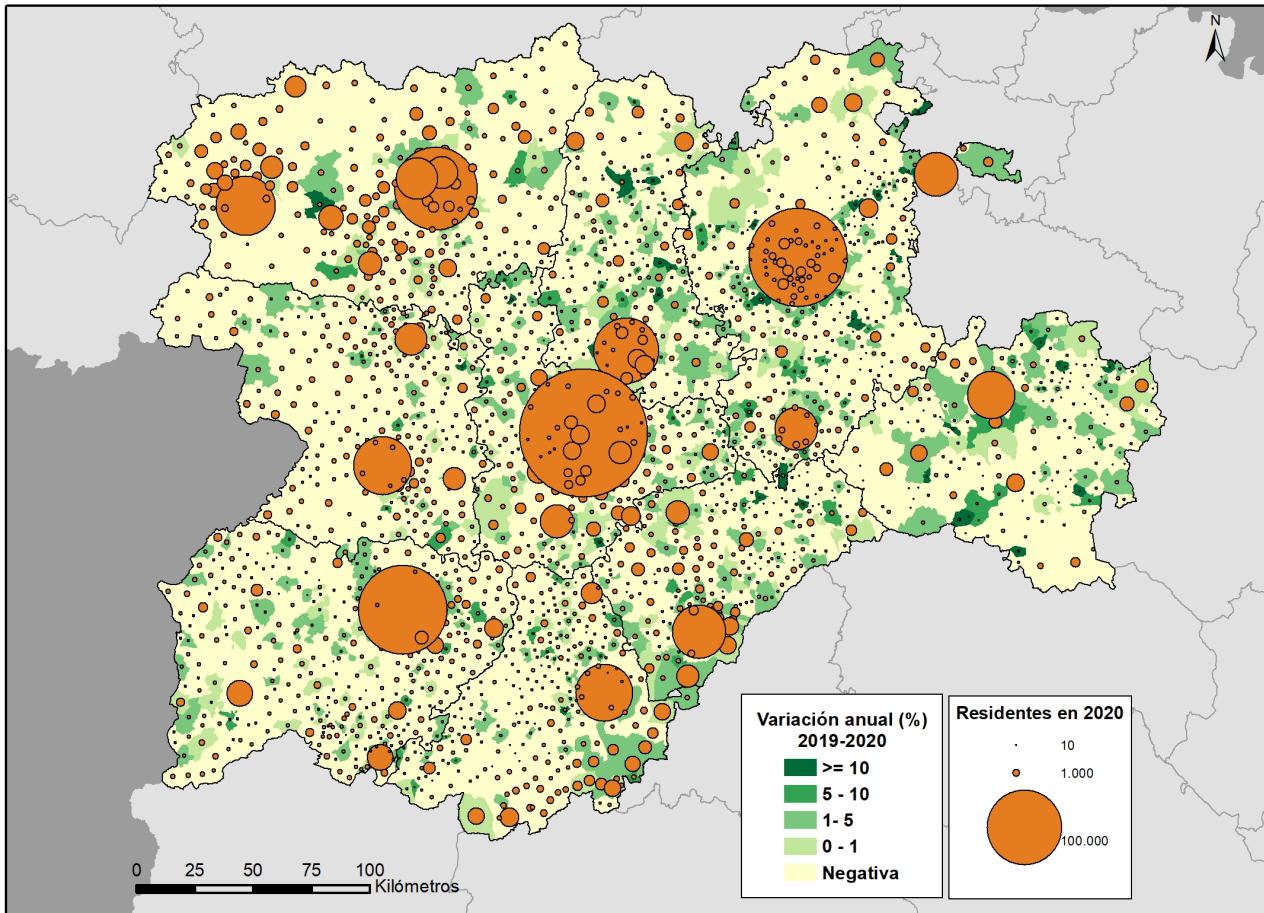 N
Variación anual (%)
2019-2020
>= 10
5 - 10
1- 5
0 - 1
Negativa
Residentes en 2020
10
1.000
100.000
0 25 50 75 100
Kilómetros